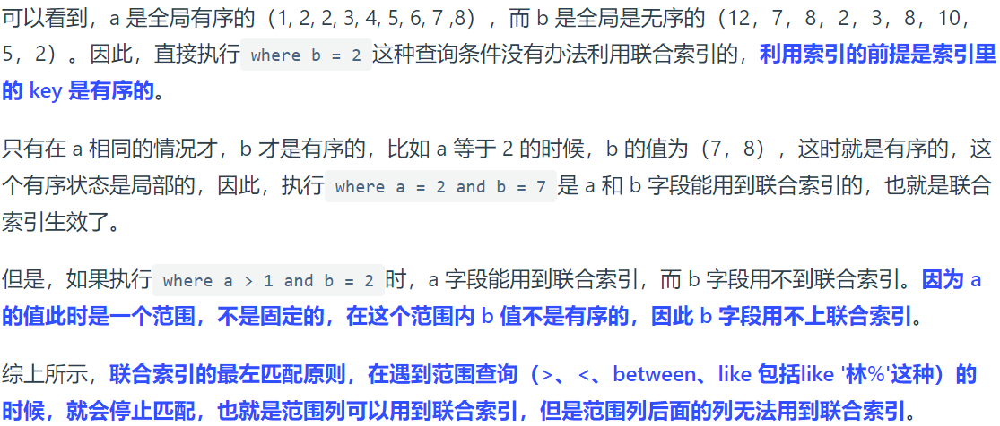 可以看到，a 是全局有序的（1, 2, 2, 3, 4, 5, 6, 7 ,8），而 b 是全局是无序的（12，7，8，2，3，8，10，
5，2）。因此，直接执行 where b = 2 这种查询条件没有办法利用联合索引的，利用索引的前提是索引里
的 key 是有序的。
只有在 a 相同的情况才，b 才是有序的，比如 a 等于 2 的时候，b 的值为（7，8），这时就是有序的，这
个有序状态是局部的，因此，执行 where a = 2 and b = 7 是 a 和 b 字段能用到联合索引的，也就是联合
索引生效了。
但是，如果执行 where a > 1 and b = 2 时，a 字段能用到联合索引，而 b 字段用不到联合索引。因为 a
的值此时是一个范围，不是固定的，在这个范围内 b 值不是有序的，因此 b 字段用不上联合索引。
综上所示，联合索引的最左匹配原则，在遇到范围查询（>、<、between、like 包括like '林%'这种）的
时候，就会停止匹配，也就是范围列可以用到联合索引，但是范围列后面的列无法用到联合索引。